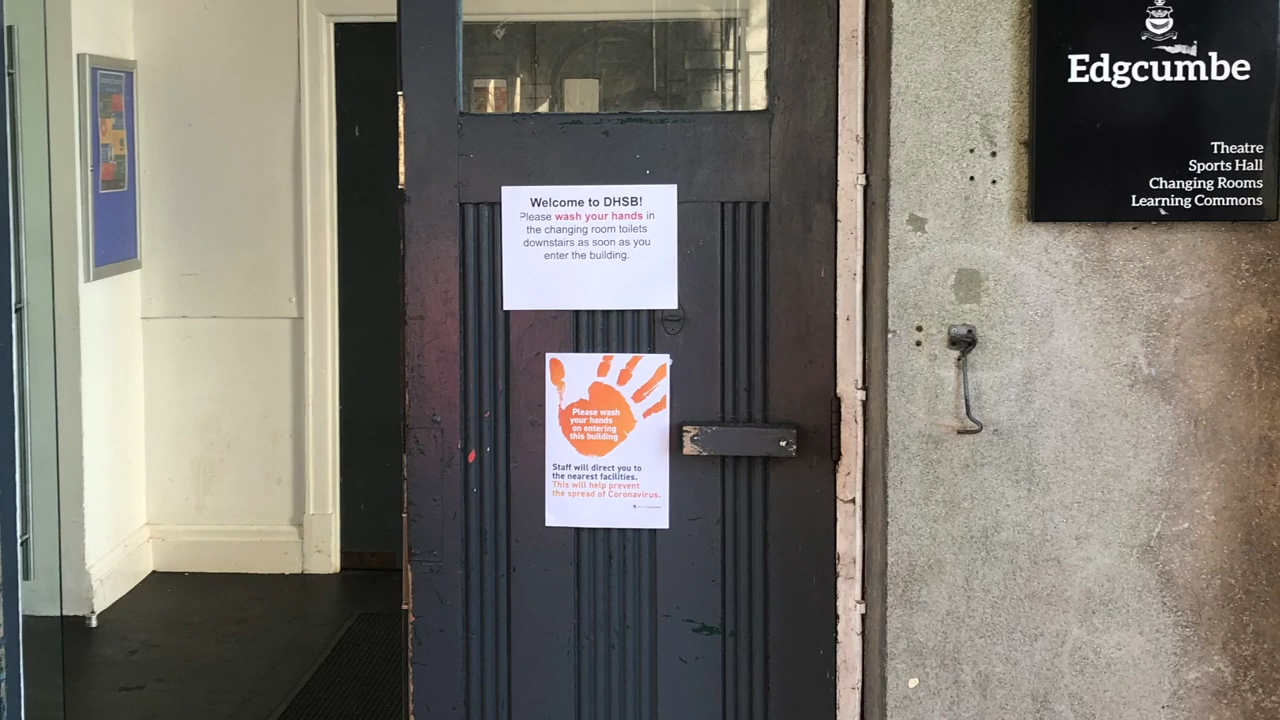 Welcome to DHSB!
Please wash your hands in
the changing room toilets
downstairs as soon as you
enter the building.
Please wash
your hands
on entering
this building
Staff will direct you to
the nearest facilities.
This will help prevent
the spread of Coronavirus.
Edgcumbe
Theatre
Sports Hall
Changing Rooms
Learning Commons